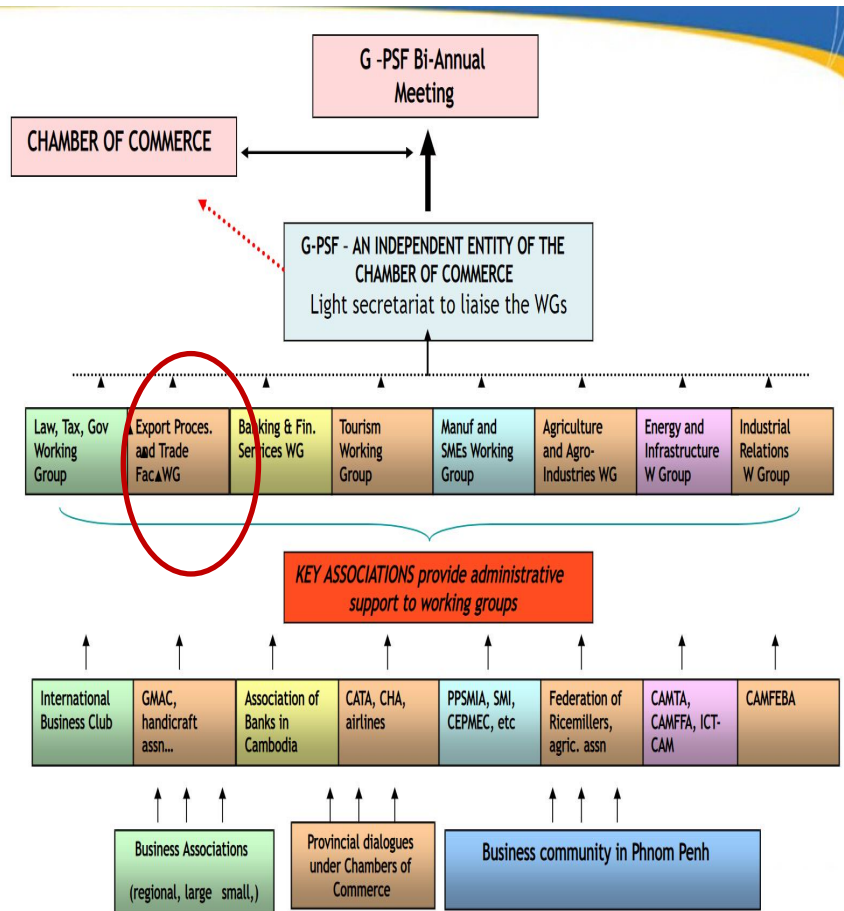 G -PSF Bi-Annual
Meeting
CHAMBER OF COMMERCE
G-PSF - AN INDEPENDENT ENTITY OF THE
CHAMBER OF COMMERCE
Light secretariat to liaise the WGs
Law, Tax, Gov
Working
Group
Export Proces.
and Trade
Fac WG
Banking & Fin.
Services WG
Tourism
Working
Group
Manuf and
SMEs Working
Group
Agriculture
and Agro-
Industries WG
Energy and
Infrastructure
W Group
Industrial
Relations
W Group
KEY ASSOCIATIONS provide administrative
support to working groups
International
Business Club
GMAC,
handicraft
assn...
Association of
Banks in
Cambodia
CATA, CHA,
airlines
PPSMIA, SMI,
CEPMEC, etc
Federation of
Ricemillers,
agric. assn
CAMTA,
CAMFFA, ICT-
CAM
CAMFEBA
Business Associations
(regional, large small,)
Provincial dialogues
under Chambers of
Commerce
Business community in Phnom Penh